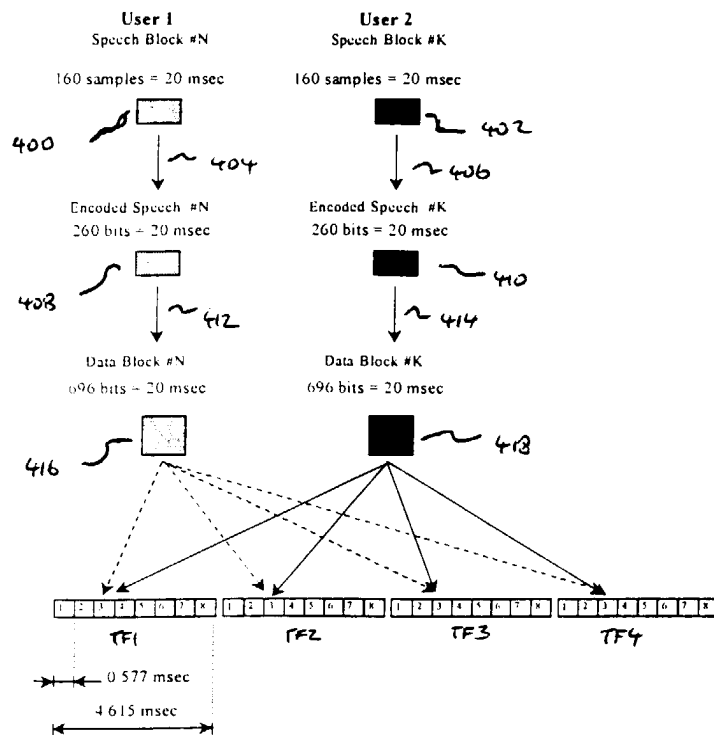 User 1 User 2
Speech Block #N Speech Block #K
160 samples = 20 msec 160 samples = 20 msec
400 402
404 406
Encoded Speech #N Encoded Speech #K
260 bits = 20 msec 260 bits = 20 msec
408 410
412 414
Data Block #N Data Block #K
696 bits = 20 msec 696 bits = 20 msec
416 418
1 2 3 4 5 6 7 8 1 2 3 4 5 6 7 8 1 2 3 4 5 6 7 8 1 2 3 4 5 6 7 8
TF1 TF2 TF3 TF4
0 577 msec
4 615 msec